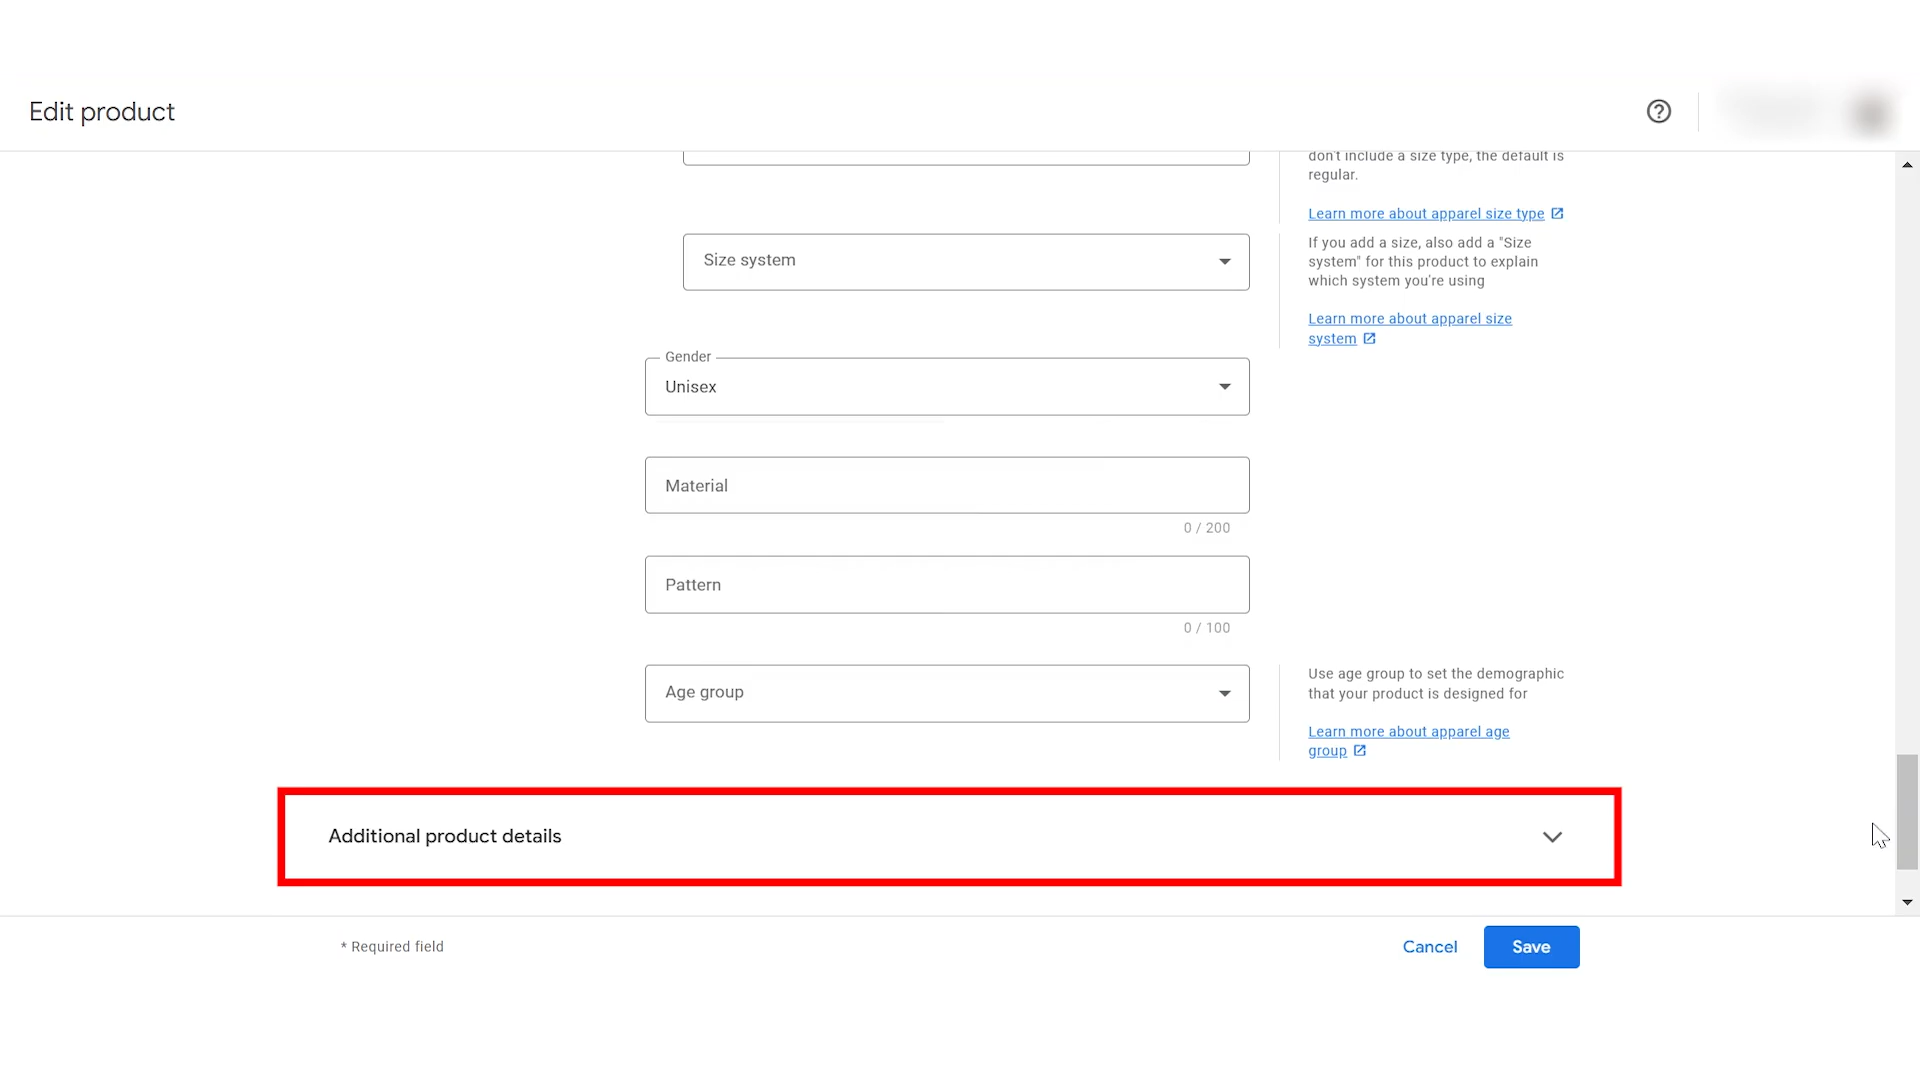 Edit product
don't include a size type, the default is
regular.
Learn more about apparel size type
Size system
If you add a size, also add a "Size
system" for this product to explain
which system you're using
Learn more about apparel size
system
Gender
Unisex
Material
0 / 200
Pattern
0 / 100
Age group
Use age group to set the demographic
that your product is designed for
Learn more about apparel age
group
Additional product details
* Required field
Cancel
Save